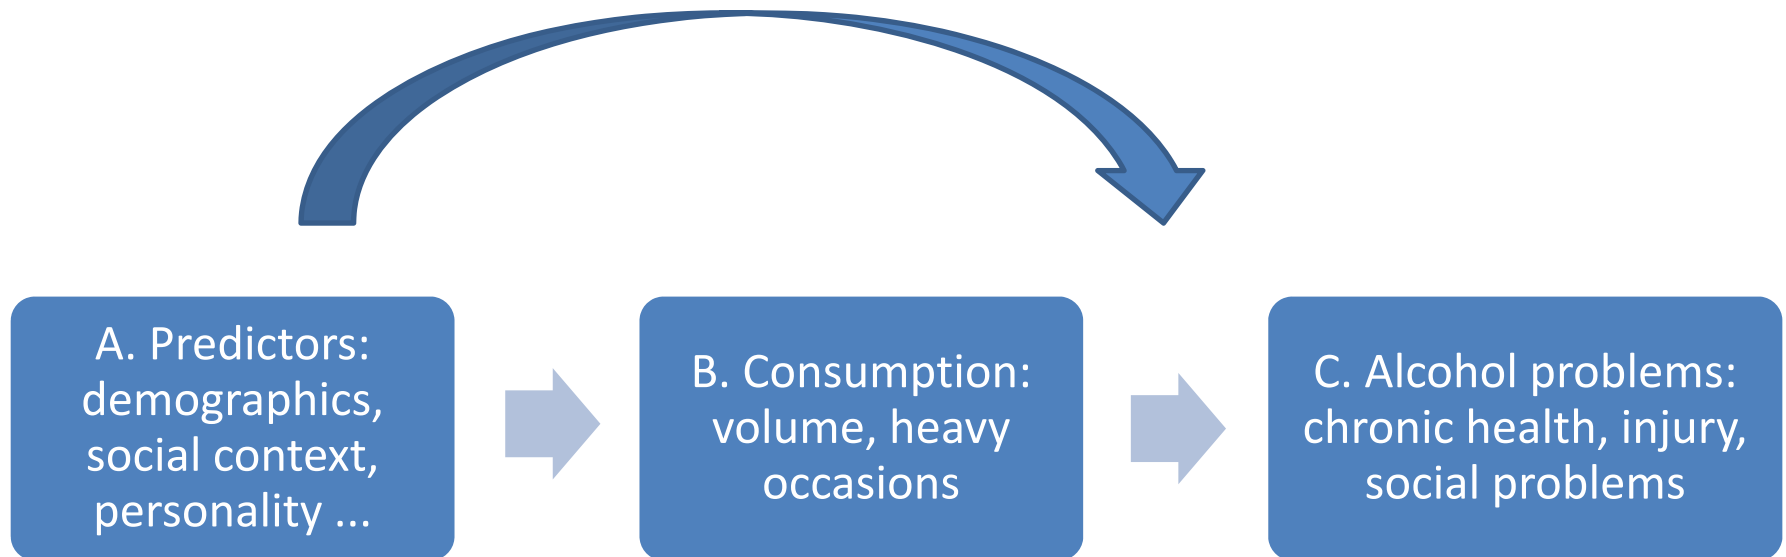 A. Predictors:
demographics,
social context,
personality ...
B. Consumption:
volume, heavy
occasions
C. Alcohol problems:
chronic health, injury,
social problems